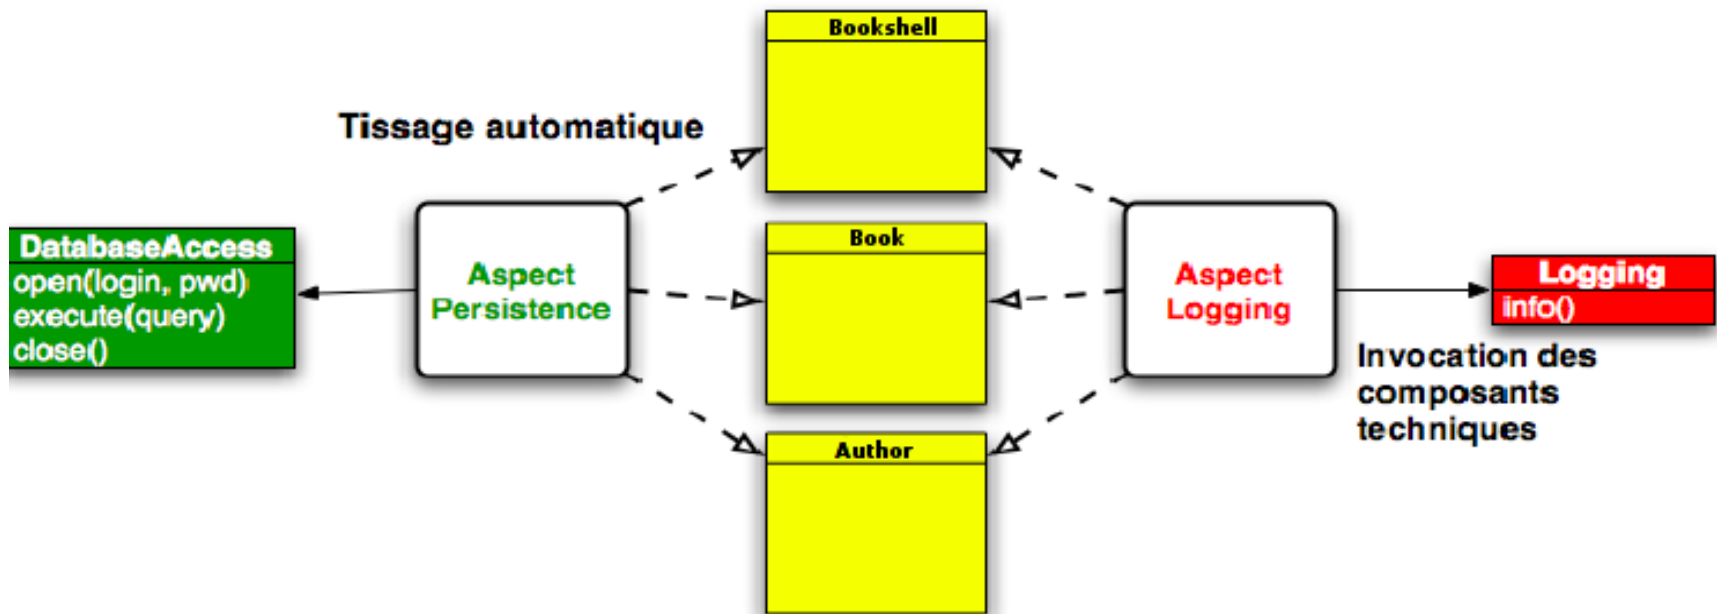 Bookshell
Tissage automatique
DatabaseAccess
open(login, pwd)
execute(query)
close()
Aspect
Persistence
Book
Aspect
Logging
Logging
info()
Invocation des
composants
techniques
Author